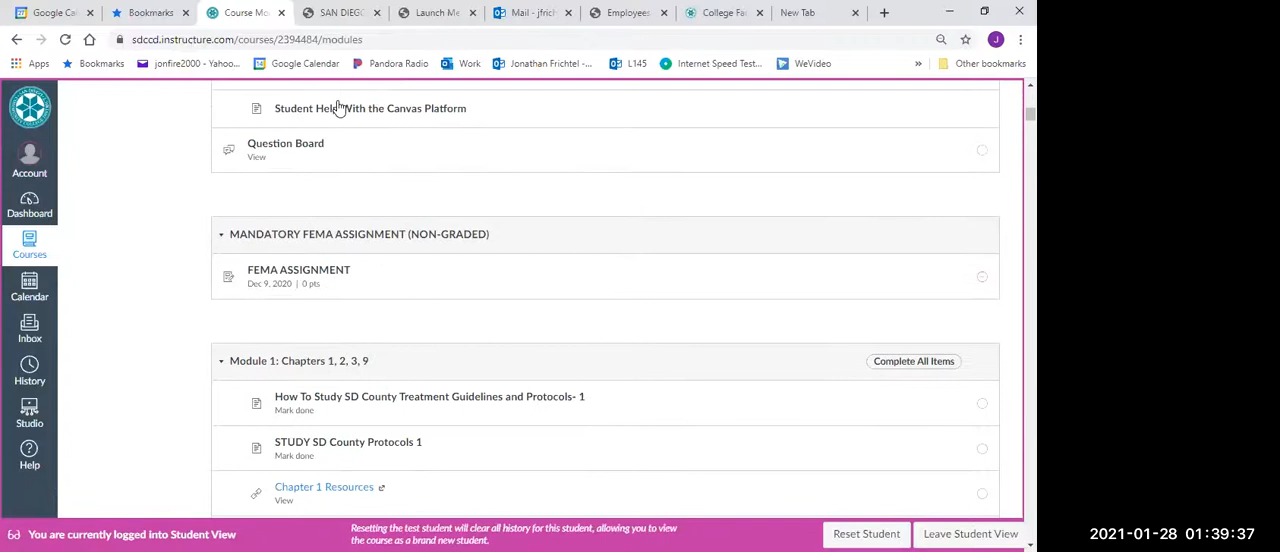 Google Cal
Bookmarks
Course Mo
SAN DIEGO
Launch Me
Mail - jfrich
Employees
College Fac
New Tab
sdccd.instructure.com/courses/2394484/modules
Apps
Bookmarks
jonfire2000 - Yahoo...
Google Calendar
Pandora Radio
Work
Jonathan Frichtel -...
L145
Internet Speed Test...
WeVideo
»
Other bookmarks
J
Account
Dashboard
Courses
Calendar
Inbox
History
Studio
Help
Student Help With the Canvas Platform
Question Board
View
MANDATORY FEMA ASSIGNMENT (NON-GRADED)
FEMA ASSIGNMENT
Dec 9, 2020 | 0 pts
Module 1: Chapters 1, 2, 3, 9
Complete All Items
How To Study SD County Treatment Guidelines and Protocols- 1
Mark done
STUDY SD County Protocols 1
Mark done
Chapter 1 Resources
View
You are currently logged into Student View
Resetting the test student will clear all history for this student, allowing you to view
the course as a brand new student.
Reset Student
Leave Student View
2021-01-28 01:39:37